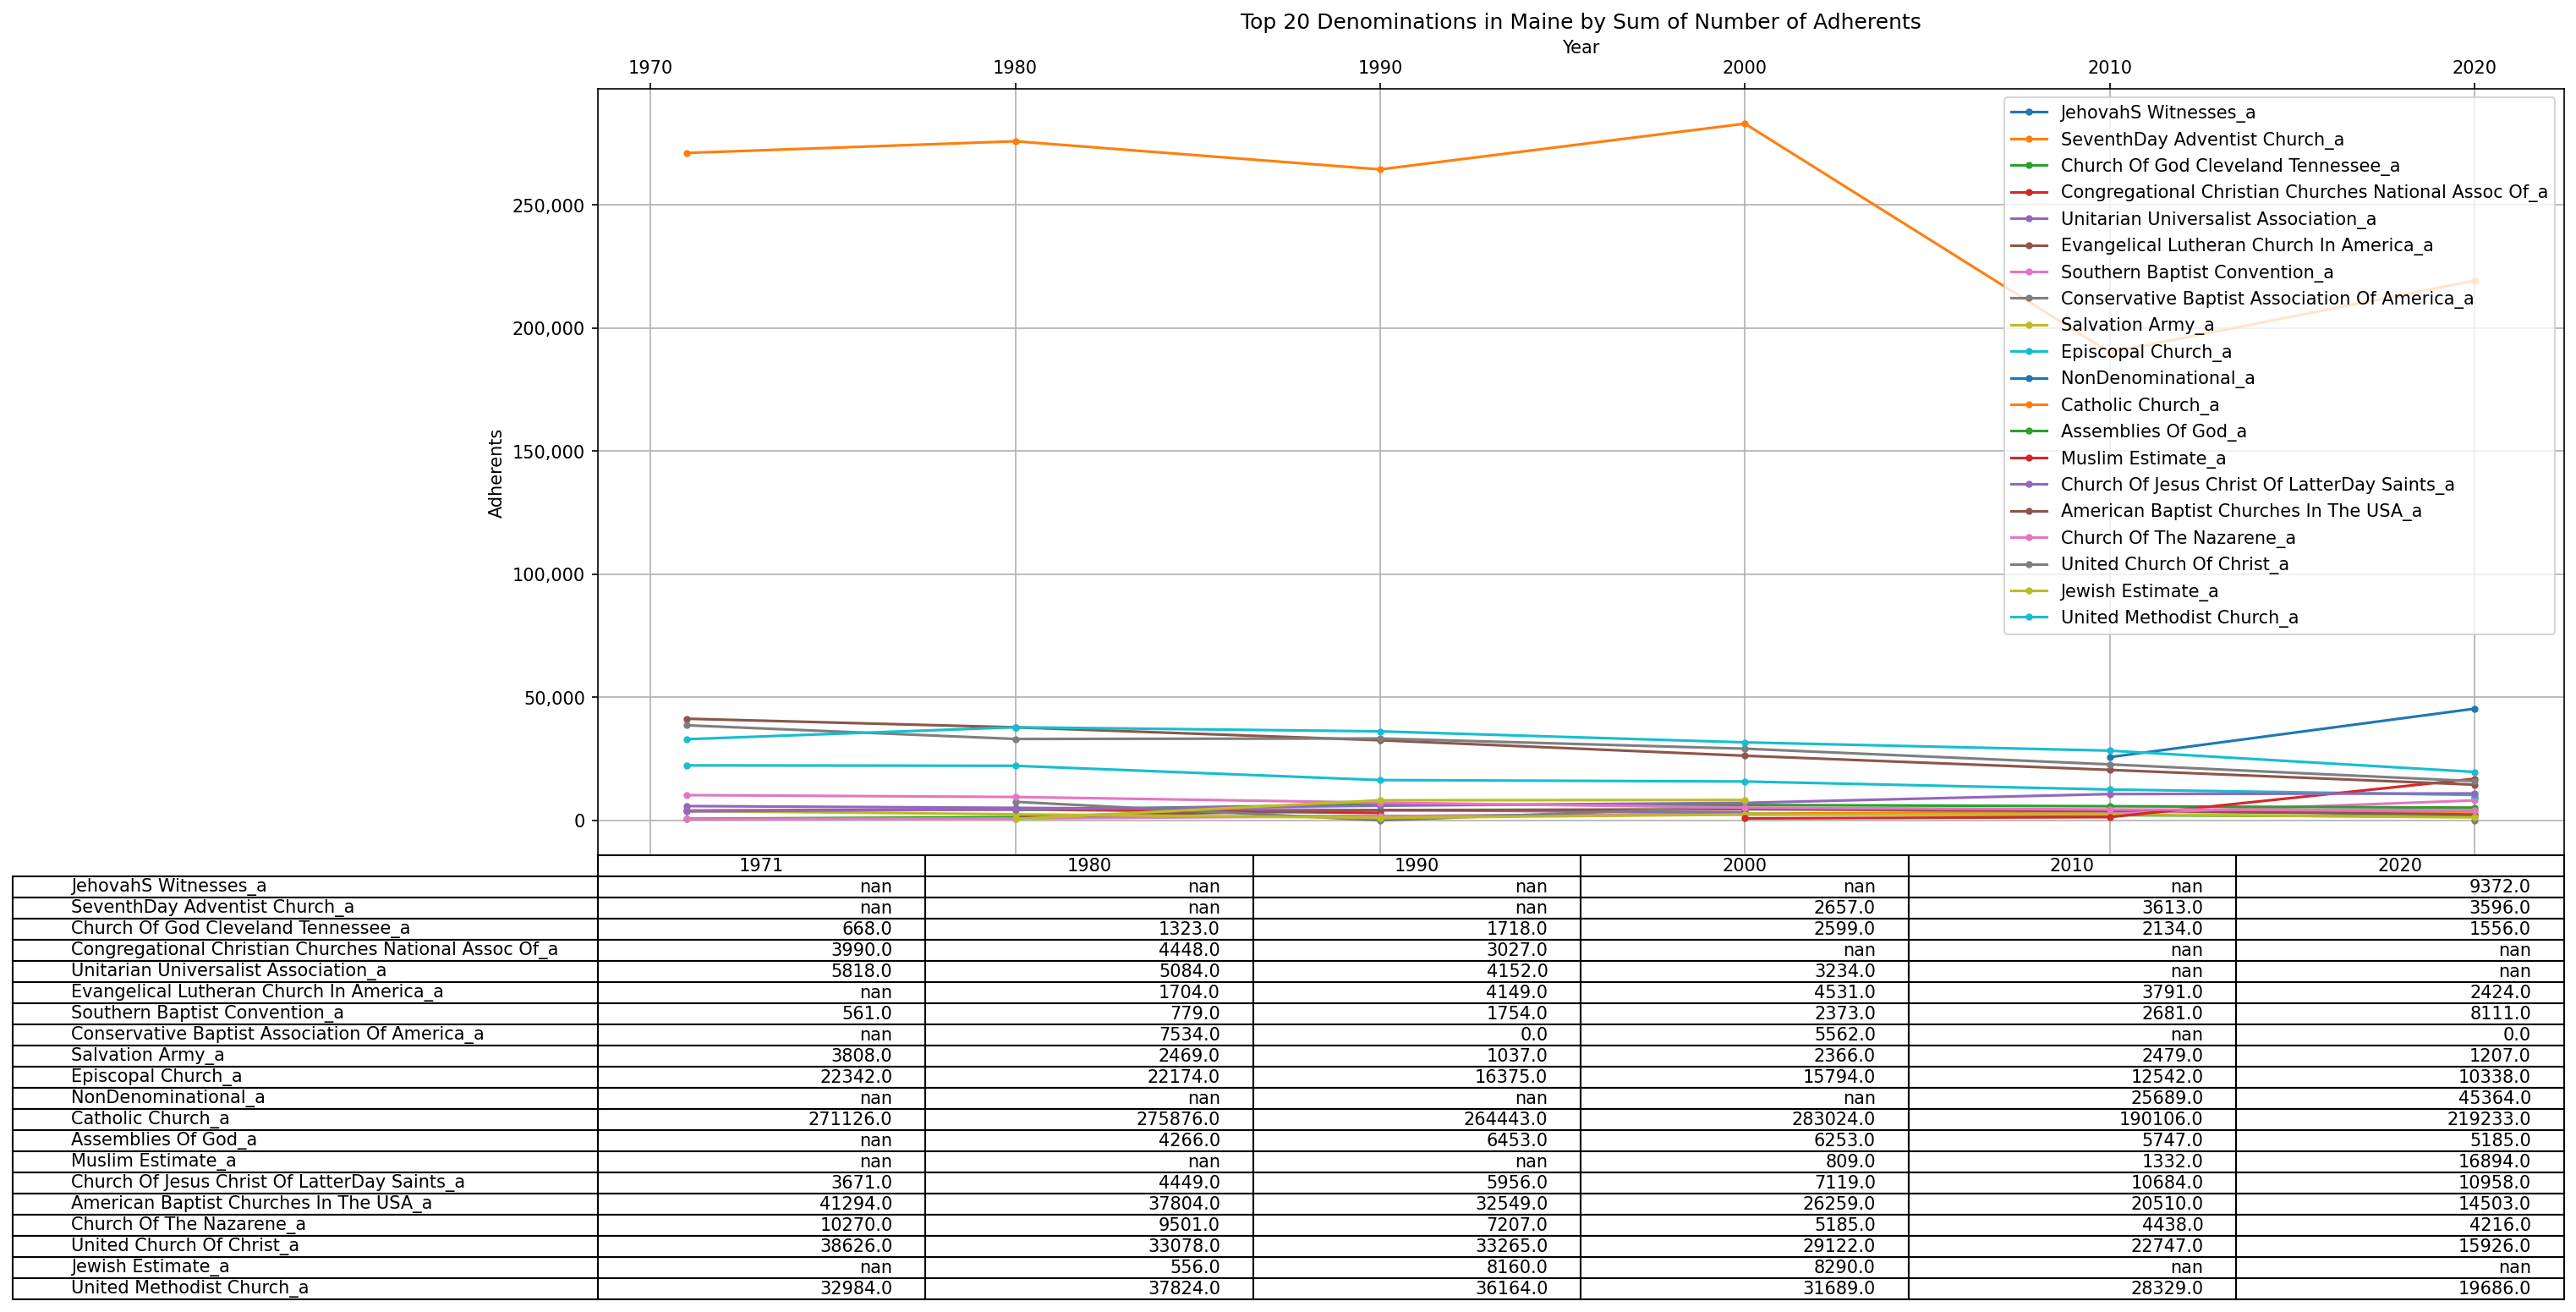 Top 20 Denominations in Maine by Sum of Number of Adherents
Year
1970 1980 1990 2000 2010 2020
Adherents
250,000
200,000
150,000
100,000
50,000
0
JehovahS Witnesses_a
SeventhDay Adventist Church_a
Church Of God Cleveland Tennessee_a
Congregational Christian Churches National Assoc Of_a
Unitarian Universalist Association_a
Evangelical Lutheran Church In America_a
Southern Baptist Convention_a
Conservative Baptist Association Of America_a
Salvation Army_a
Episcopal Church_a
NonDenominational_a
Catholic Church_a
Assemblies Of God_a
Muslim Estimate_a
Church Of Jesus Christ Of LatterDay Saints_a
American Baptist Churches In The USA_a
Church Of The Nazarene_a
United Church Of Christ_a
Jewish Estimate_a
United Methodist Church_a
1971 1980 1990 2000 2010 2020
JehovahS Witnesses_a nan nan nan nan nan 9372.0
SeventhDay Adventist Church_a nan nan nan 2657.0 3613.0 3596.0
Church Of God Cleveland Tennessee_a 668.0 1323.0 1718.0 2599.0 2134.0 1556.0
Congregational Christian Churches National Assoc Of_a 3990.0 4448.0 3027.0 nan nan nan
Unitarian Universalist Association_a 5818.0 5084.0 4152.0 3234.0 nan nan
Evangelical Lutheran Church In America_a nan 1704.0 4149.0 4531.0 3791.0 2424.0
Southern Baptist Convention_a 561.0 779.0 1754.0 2373.0 2681.0 8111.0
Conservative Baptist Association Of America_a nan 7534.0 0.0 5562.0 nan 0.0
Salvation Army_a 3808.0 2469.0 1037.0 2366.0 2479.0 1207.0
Episcopal Church_a 22342.0 22174.0 16375.0 15794.0 12542.0 10338.0
NonDenominational_a nan nan nan nan 25689.0 45364.0
Catholic Church_a 271126.0 275876.0 264443.0 283024.0 190106.0 219233.0
Assemblies Of God_a nan 4266.0 6453.0 6253.0 5747.0 5185.0
Muslim Estimate_a nan nan nan 809.0 1332.0 16894.0
Church Of Jesus Christ Of LatterDay Saints_a 3671.0 4449.0 5956.0 7119.0 10684.0 10958.0
American Baptist Churches In The USA_a 41294.0 37804.0 32549.0 26259.0 20510.0 14503.0
Church Of The Nazarene_a 10270.0 9501.0 7207.0 5185.0 4438.0 4216.0
United Church Of Christ_a 38626.0 33078.0 33265.0 29122.0 22747.0 15926.0
Jewish Estimate_a nan 556.0 8160.0 8290.0 nan nan
United Methodist Church_a 32984.0 37824.0 36164.0 31689.0 28329.0 19686.0